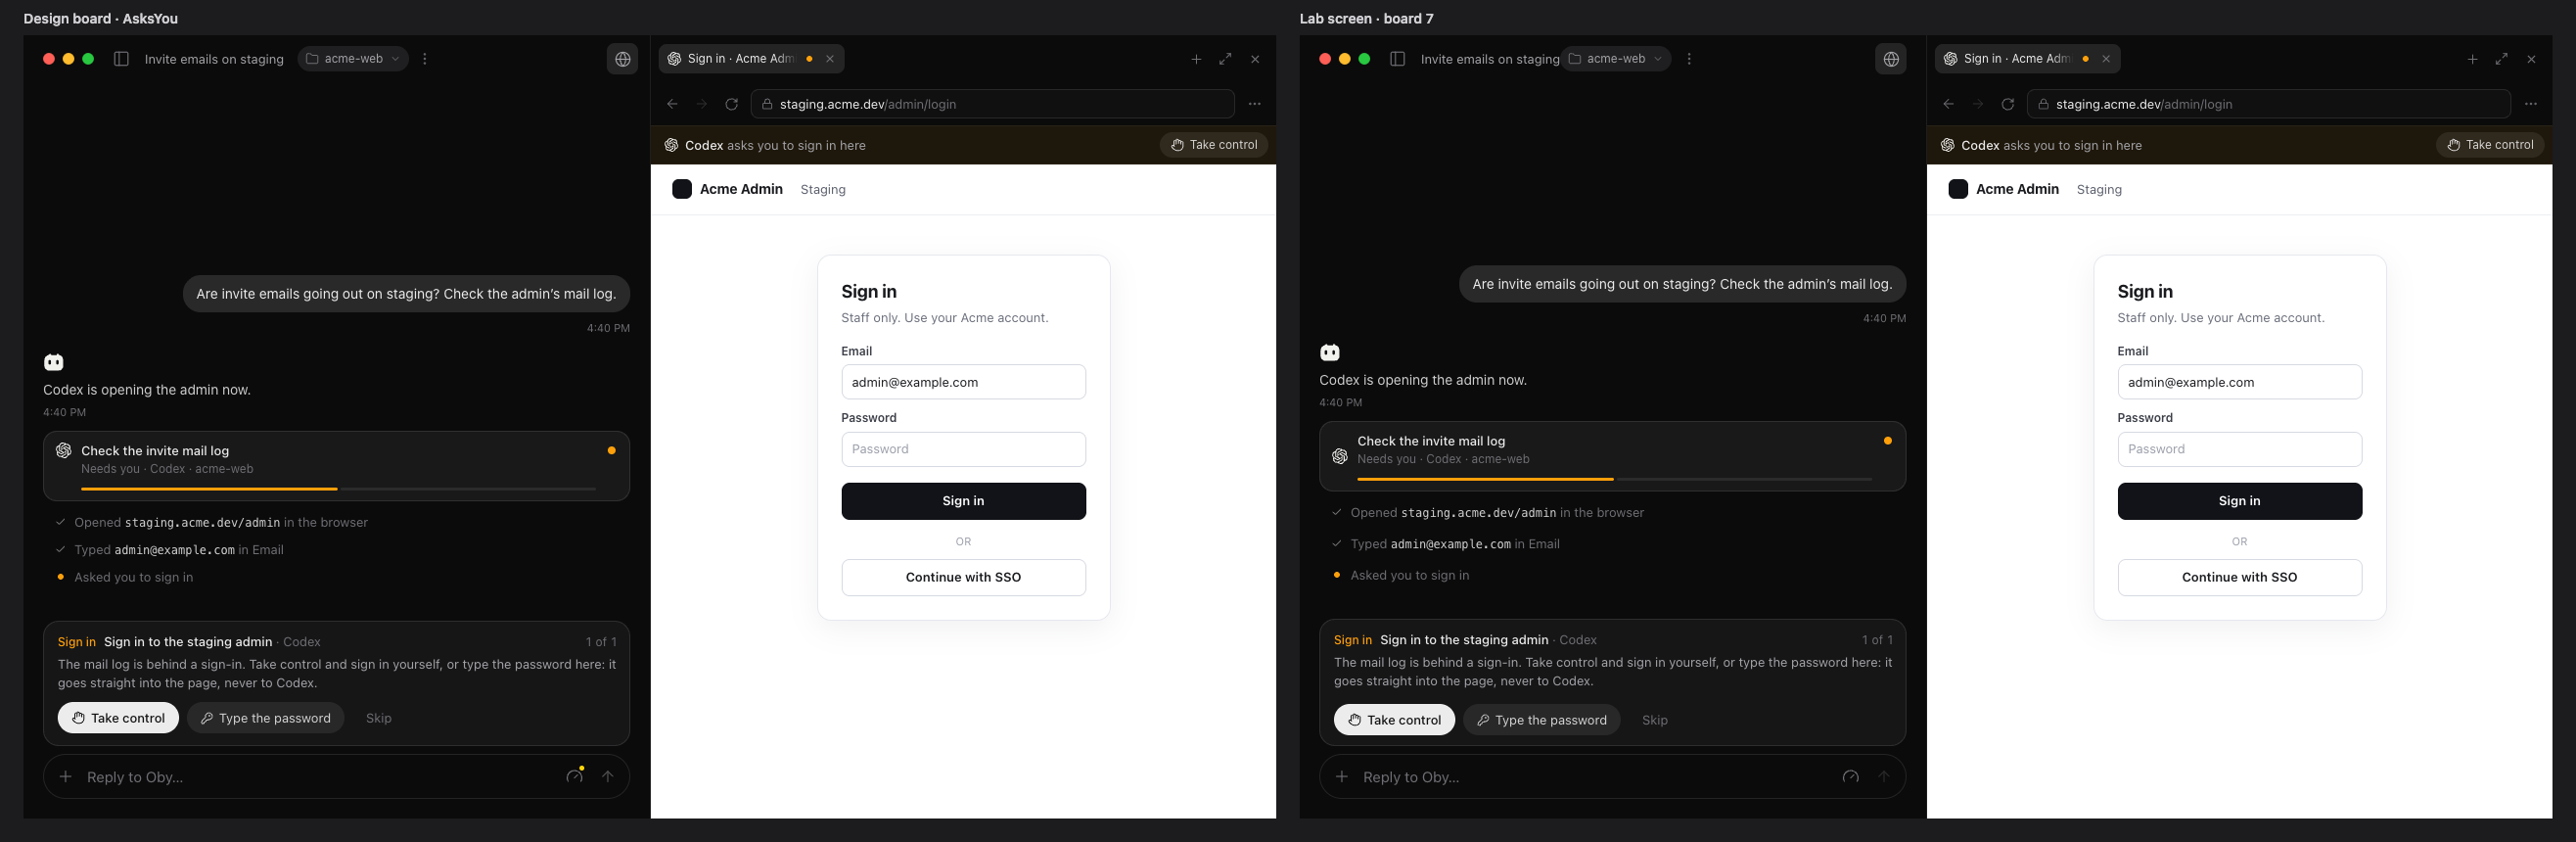 Design board · AsksYou
Invite emails on staging
acme-web
Are invite emails going out on staging? Check the admin’s mail log.
4:40 PM
Codex is opening the admin now.
4:40 PM
Check the invite mail log
Needs you · Codex · acme-web
Opened staging.acme.dev/admin in the browser
Typed admin@example.com in Email
Asked you to sign in
Sign in Sign in to the staging admin · Codex 1 of 1
The mail log is behind a sign-in. Take control and sign in yourself, or type the password here: it
goes straight into the page, never to Codex.
Take control Type the password Skip
Reply to Oby...
Sign in · Acme Adm
staging.acme.dev/admin/login
Codex asks you to sign in here Take control
Acme Admin Staging
Sign in
Staff only. Use your Acme account.
Email
admin@example.com
Password
Password
Sign in
OR
Continue with SSO
Lab screen · board 7
Invite emails on staging
acme-web
Are invite emails going out on staging? Check the admin’s mail log.
4:40 PM
Codex is opening the admin now.
4:40 PM
Check the invite mail log
Needs you · Codex · acme-web
Opened staging.acme.dev/admin in the browser
Typed admin@example.com in Email
Asked you to sign in
Sign in Sign in to the staging admin · Codex 1 of 1
The mail log is behind a sign-in. Take control and sign in yourself, or type the password here: it
goes straight into the page, never to Codex.
Take control Type the password Skip
Reply to Oby...
Sign in · Acme Adm
staging.acme.dev/admin/login
Codex asks you to sign in here Take control
Acme Admin Staging
Sign in
Staff only. Use your Acme account.
Email
admin@example.com
Password
Password
Sign in
OR
Continue with SSO